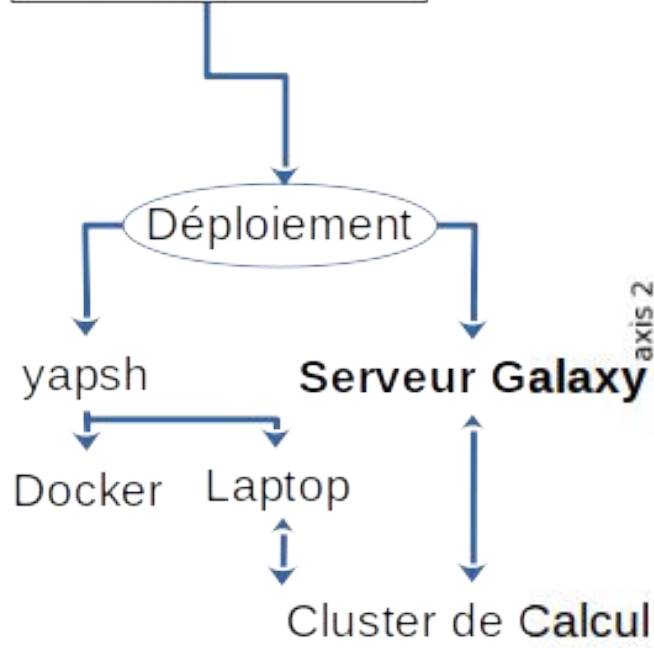 Déploiement
axis 2
yapsh
Serveur Galaxy
Docker
Laptop
Cluster de Calcul